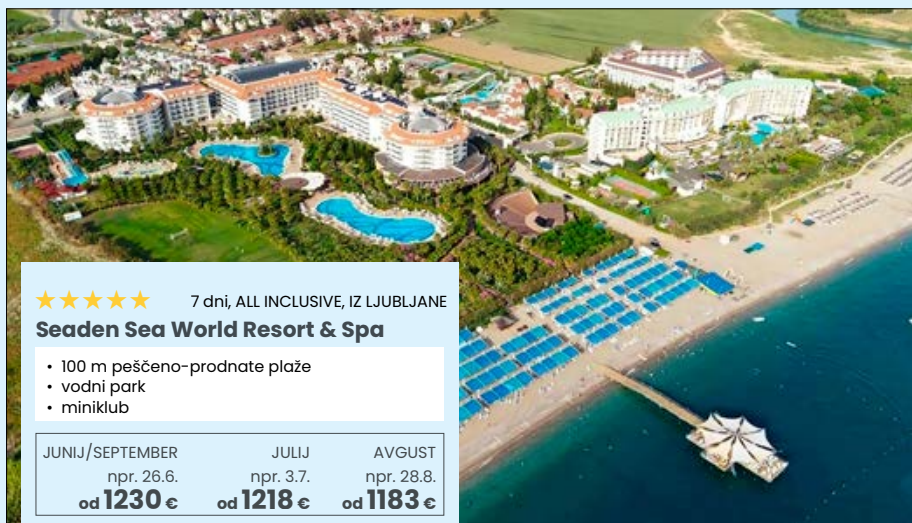 7 dni, ALL INCLUSIVE, IZ LJUBLJANE
Seaden Sea World Resort & Spa
• 100 m peščeno-prodnate plaže
• vodni park
• miniklub
JUNIJ/SEPTEMBER JULIJ AVGUST
npr. 26.6. npr. 3.7. npr. 28.8.
od 1230 € od 1218 € od 1183 €